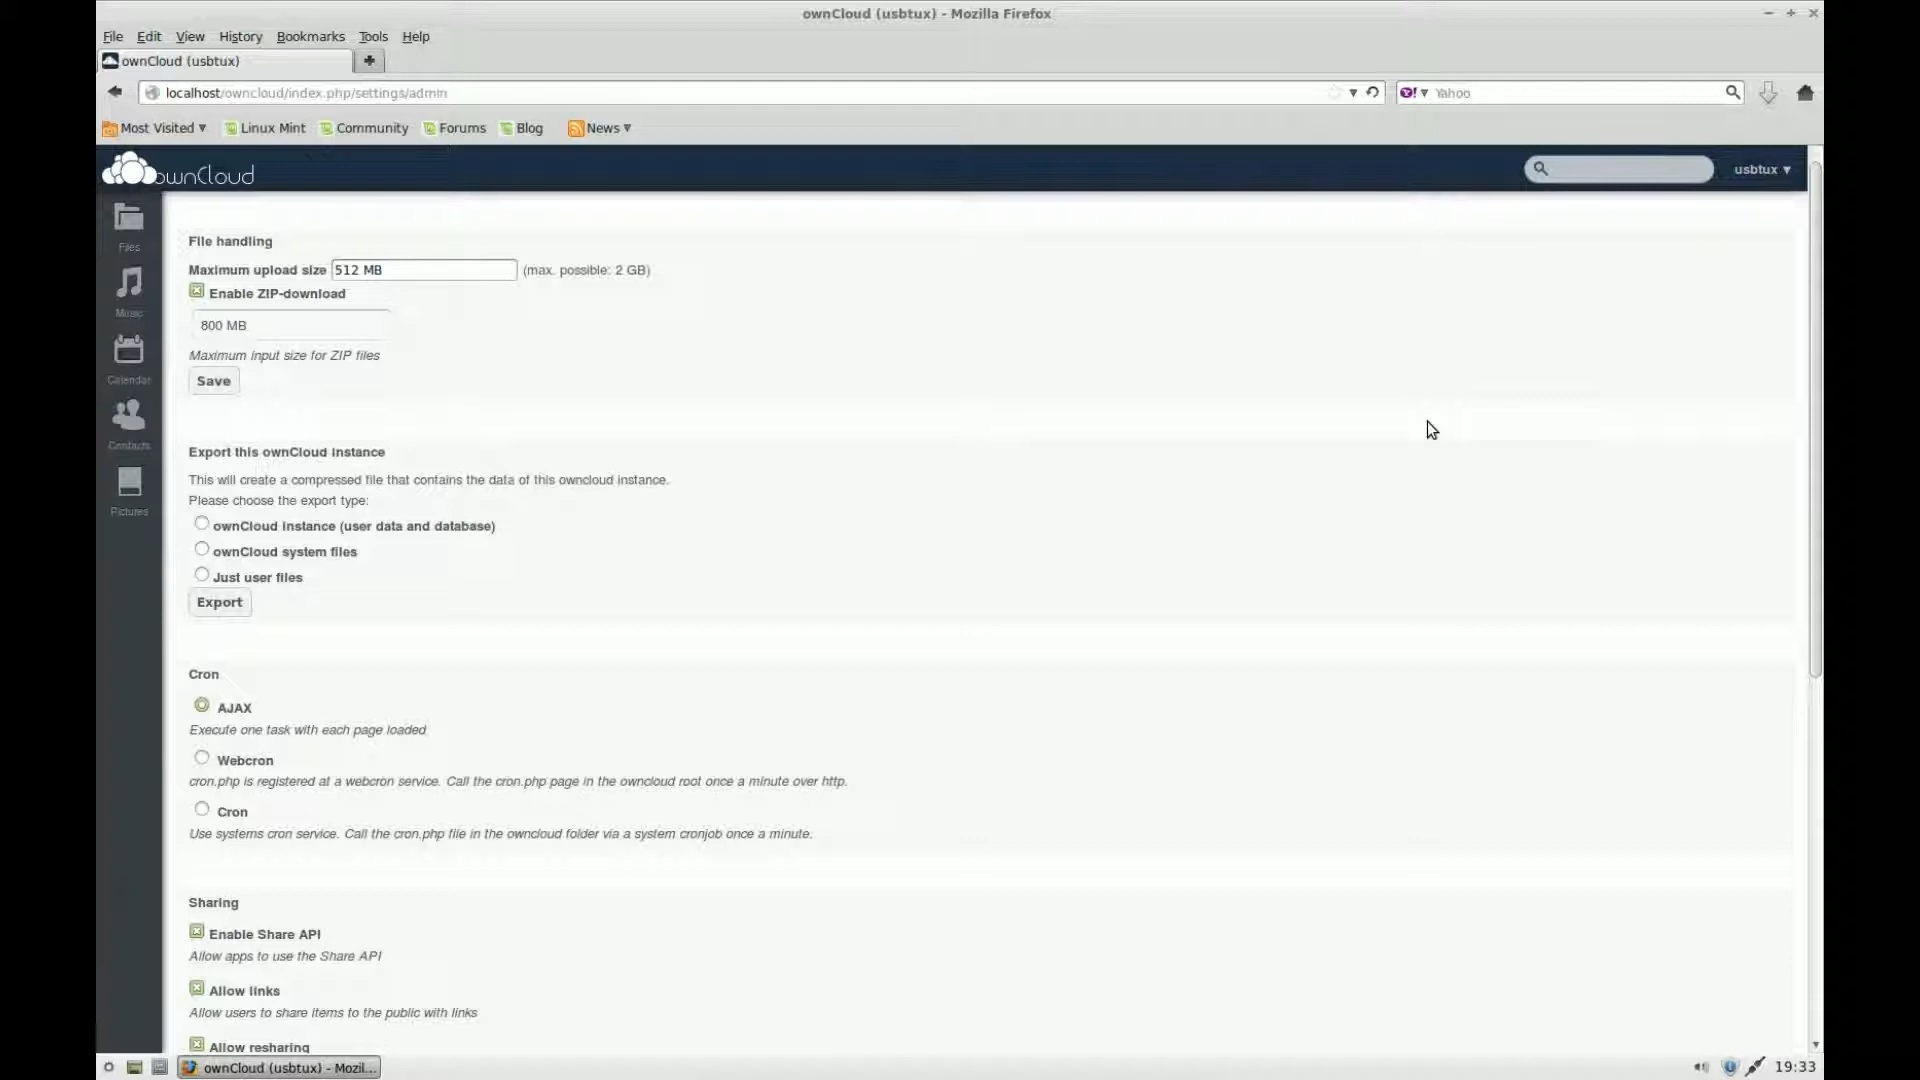 ownCloud (usbtux) - Mozilla Firefox
File Edit View History Bookmarks Tools Help
ownCloud (usbtux)
localhost/owncloud/index.php/settings/admin
Yahoo
Most Visited Linux Mint Community Forums Blog News
ownCloud
usbtux
Files
Music
Calendar
Contacts
Pictures
File handling
Maximum upload size 512 MB (max. possible: 2 GB)
Enable ZIP-download
800 MB
Maximum input size for ZIP files
Save
Export this ownCloud instance
This will create a compressed file that contains the data of this owncloud instance.
Please choose the export type:
ownCloud instance (user data and database)
ownCloud system files
Just user files
Export
Cron
AJAX
Execute one task with each page loaded
Webcron
cron.php is registered at a webcron service. Call the cron.php page in the owncloud root once a minute over http.
Cron
Use systems cron service. Call the cron.php file in the owncloud folder via a system cronjob once a minute.
Sharing
Enable Share API
Allow apps to use the Share API
Allow links
Allow users to share items to the public with links
Allow resharing
ownCloud (usbtux) - Mozil...
19:33